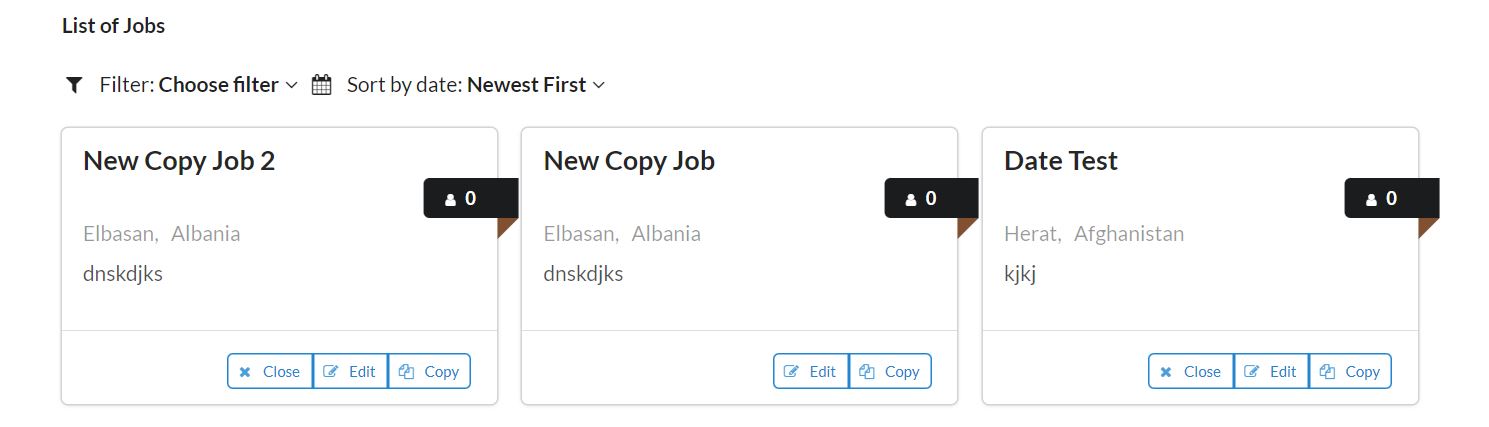 List of Jobs
Filter: Choose filter Sort by date: Newest First
New Copy Job 2
0
Elbasan, Albania
dnskdjks
Close Edit Copy
New Copy Job
0
Elbasan, Albania
dnskdjks
Edit Copy
Date Test
0
Herat, Afghanistan
kjkj
Close Edit Copy